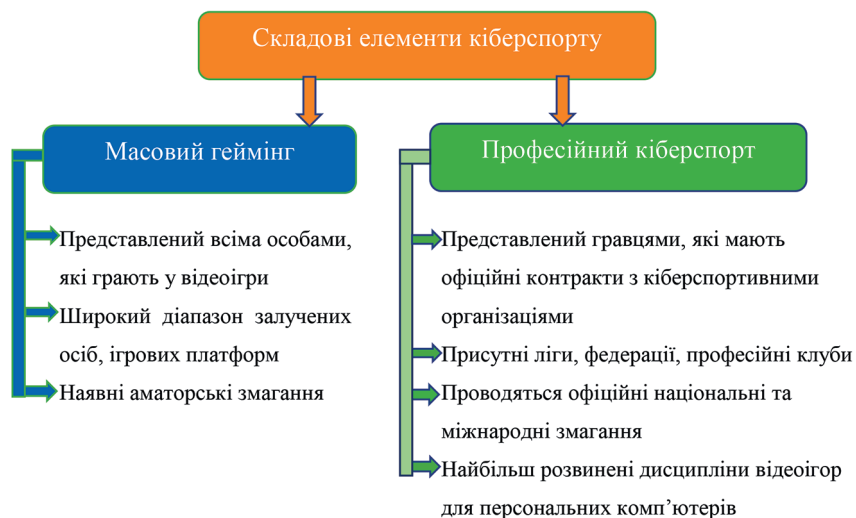 Складові елементи кіберспорту
Масовий геймінг
Представлений всіма особами,
які грають у відеоігри
Широкий діапазон залучених
осіб, ігрових платформ
Наявні аматорські змагання
Професійний кіберспорт
Представлений гравцями, які мають
офіційні контракти з кіберспортивними
організаціями
Присутні ліги, федерації, професійні клуби
Проводяться офіційні національні та
міжнародні змагання
Найбільш розвинені дисципліни відеоігор
для персональних комп’ютерів